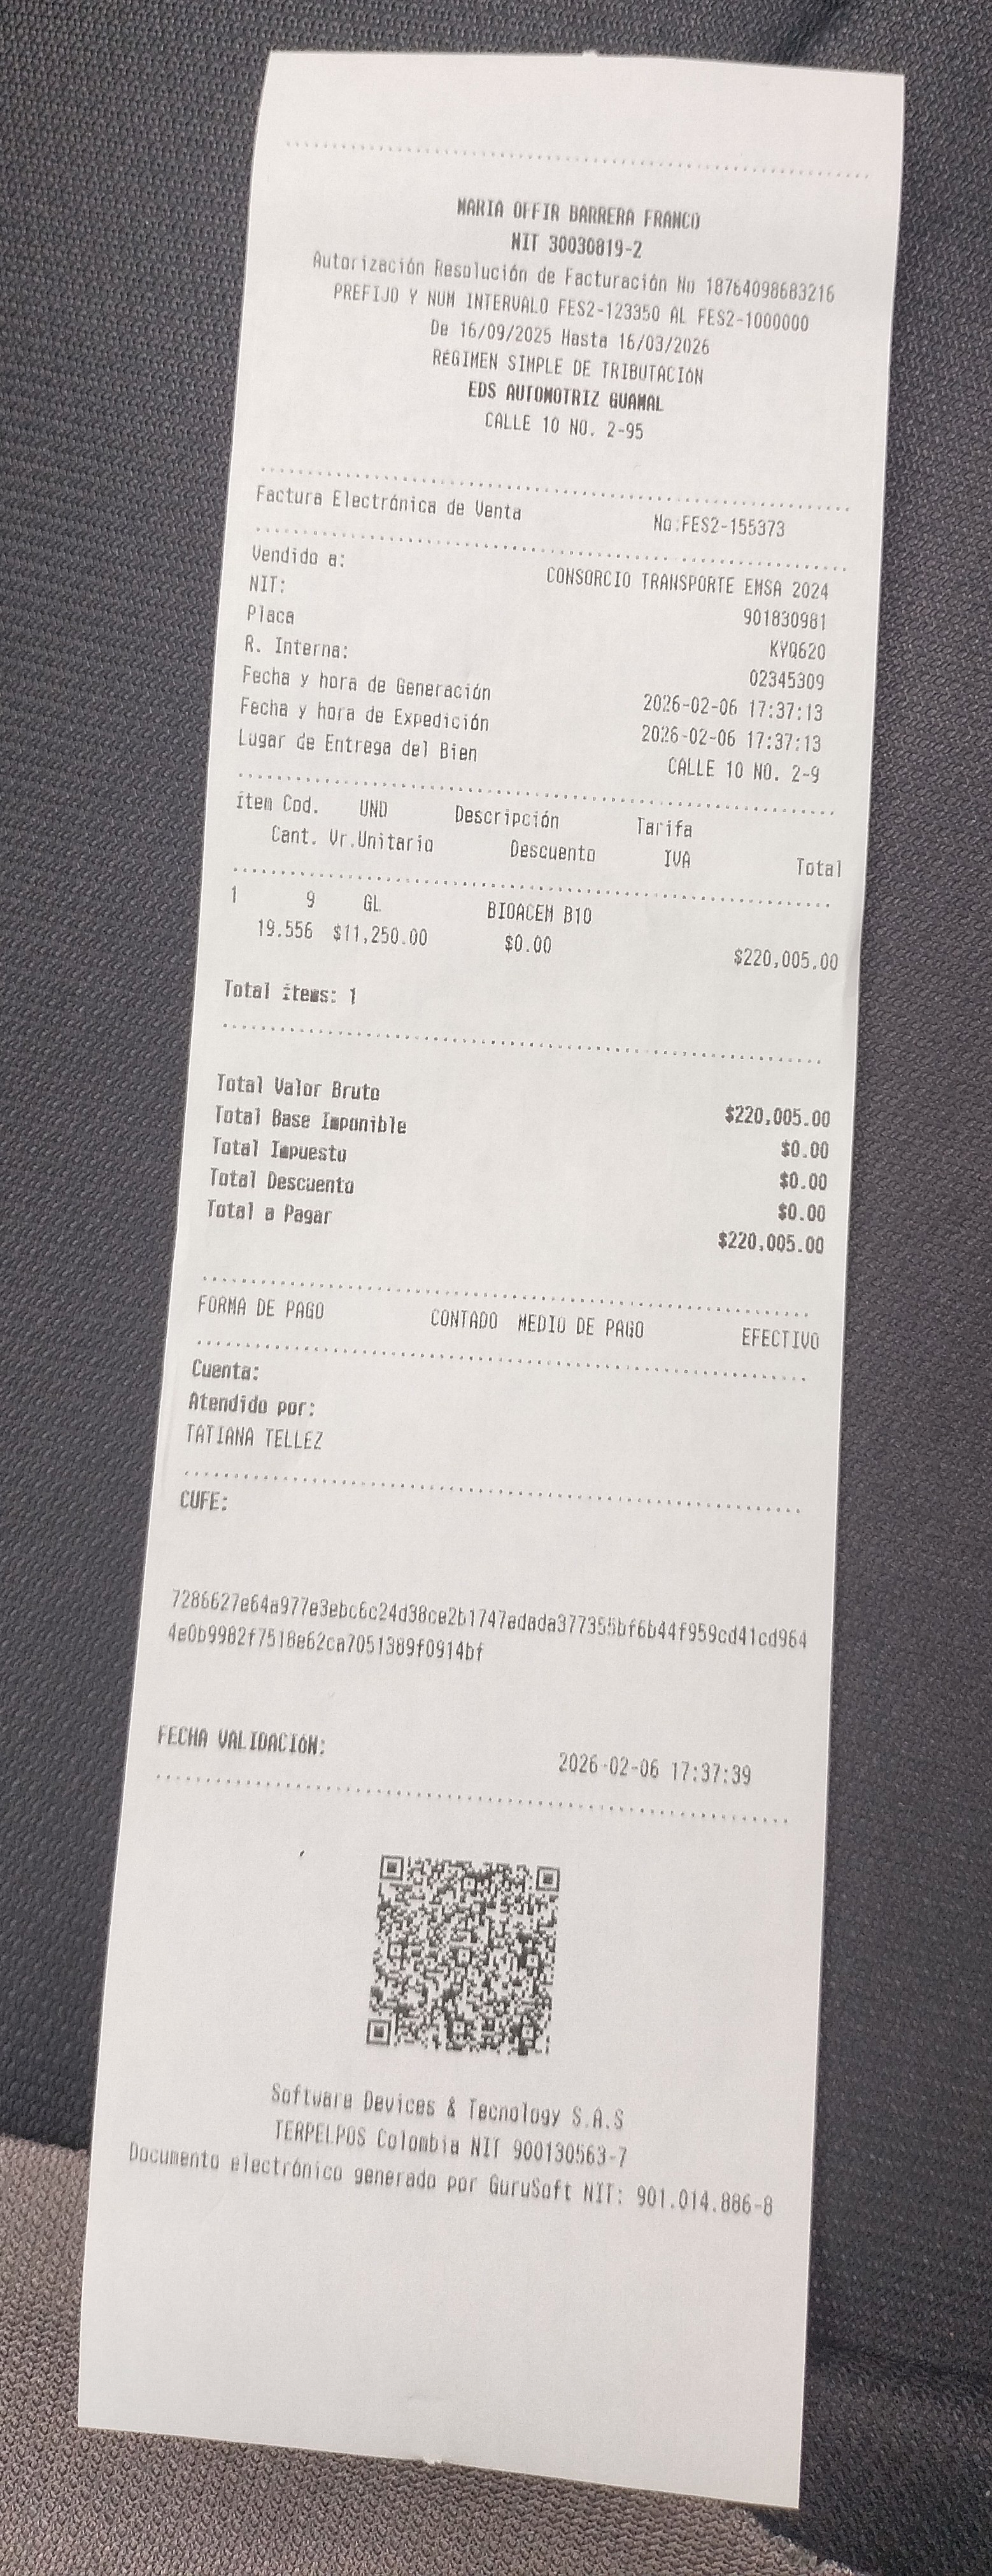 MARIA OFFIR BARRERA FRANCO
NIT 30030819-2
Autorización Resolución de Facturación No 18764098683216
PREFIJO Y NUM INTERVALO FES2-123350 AL FES2-1000000
De 16/09/2025 Hasta 16/03/2026
RÉGIMEN SIMPLE DE TRIBUTACIÓN
EDS AUTOMOTRIZ GUAMAL
CALLE 10 NO. 2-95
Factura Electrónica de Venta No:FES2-155373
Vendido a: CONSORCIO TRANSPORTE EMSA 2024
NIT: 901830981
Placa KYQ620
R. Interna: 02345309
Fecha y hora de Generación 2026-02-06 17:37:13
Fecha y hora de Expedición 2026-02-06 17:37:13
Lugar de Entrega del Bien CALLE 10 NO. 2-9
Ítem Cod. UND Descripción Tarifa
Cant. Vr.Unitario Descuento IVA Total
1 9 GL BIOACEM B10
19.556 $11,250.00 $0.00 $220,005.00
Total Ítems: 1
Total Valor Bruto $220,005.00
Total Base Imponible $0.00
Total Impuesto $0.00
Total Descuento $0.00
Total a Pagar $220,005.00
FORMA DE PAGO CONTADO MEDIO DE PAGO EFECTIVO
Cuenta:
Atendido por:
TATIANA TELLEZ
CUFE:
7286627e64a977e3ebc6c24d38ce2b1747edada377355bf6b44f959cd41cd964
4e0b9982f7518e62ca7051389f0914bf
FECHA VALIDACIÓN: 2026-02-06 17:37:39
Software Devices & Tecnology S.A.S
TERPELPOS Colombia NIT 900130563-7
Documento electrónico generado por GuruSoft NIT: 901.014.886-8